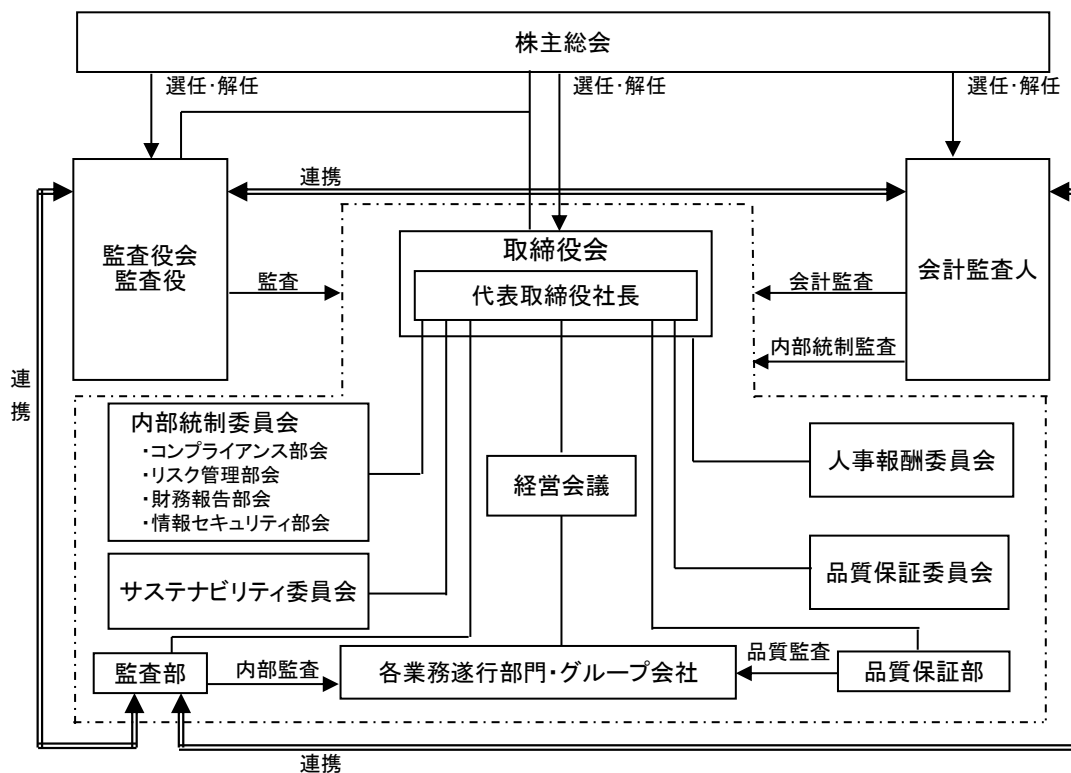 株主総会
選任・解任
選任・解任
選任・解任
連携
監査役会
監査役
取締役会
代表取締役社長
会計監査人
監査
会計監査
内部統制監査
連
携
内部統制委員会
・コンプライアンス部会
・リスク管理部会
・財務報告部会
・情報セキュリティ部会
経営会議
人事報酬委員会
サステナビリティ委員会
品質保証委員会
監査部
内部監査
各業務遂行部門・グループ会社
品質監査
品質保証部
連携